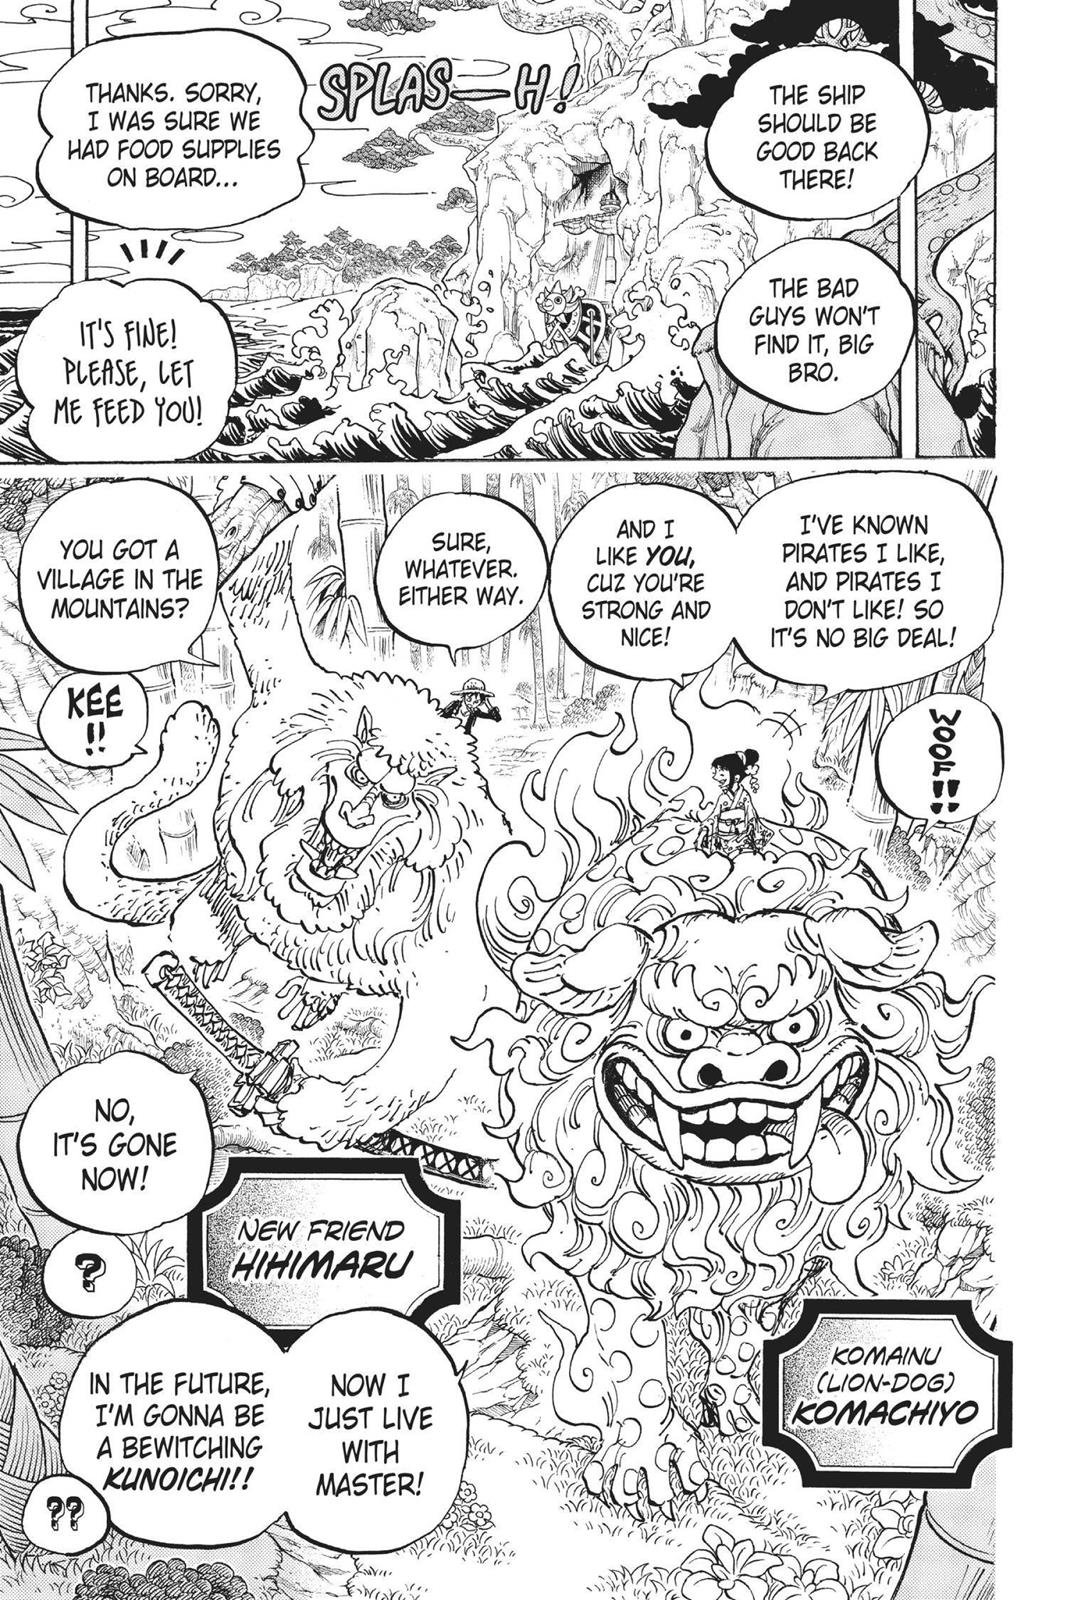 THE SHIP
SHOULD BE
GOOD BACK
THERE!
THE BAD
GUYS WON'T
FIND IT, BIG
BRO.
SPLAS—H!
THANKS. SORRY,
I WAS SURE WE
HAD FOOD SUPPLIES
ON BOARD...
IT'S FINE!
PLEASE, LET
ME FEED YOU!
I'VE KNOWN
PIRATES I LIKE,
AND PIRATES I
DON'T LIKE! SO
IT'S NO BIG DEAL!
AND I
LIKE YOU,
CUZ YOU'RE
STRONG AND
NICE!
SURE,
WHATEVER.
EITHER WAY.
YOU GOT A
VILLAGE IN THE
MOUNTAINS?
KEE
!!
WOOF!!
NO,
IT'S GONE
NOW!
?
NEW FRIEND
HIHIMARU
KOMAINU
(LION-DOG)
KOMACHIYO
NOW I
JUST LIVE
WITH
MASTER!
IN THE FUTURE,
I'M GONNA BE
A BEWITCHING
KUNOICHI!!
??